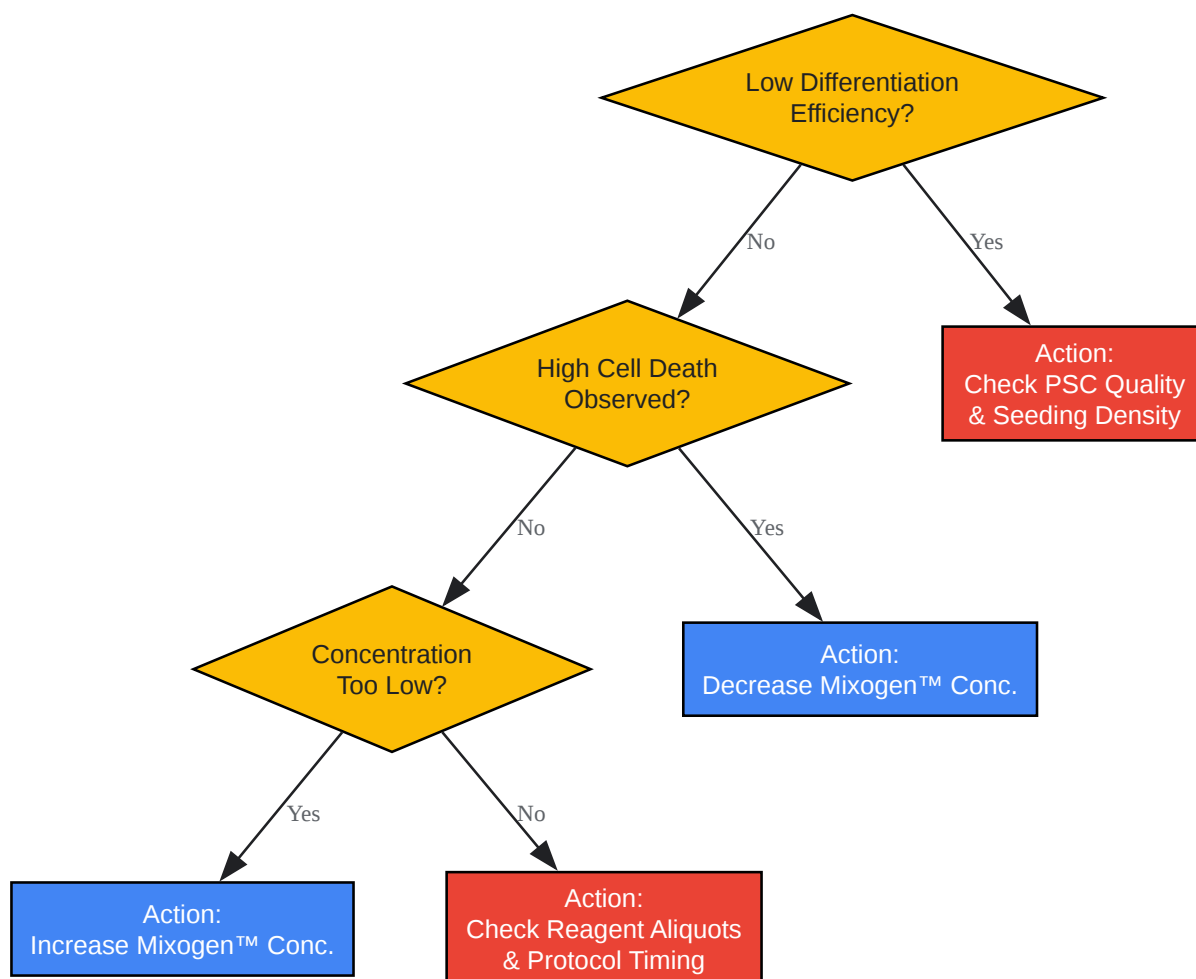 Low Differentiation
Efficiency?
No
Yes
High Cell Death
Observed?
Action:
Check PSC Quality
& Seeding Density
No
Yes
Concentration
Too Low?
Action:
Decrease Mixogen™ Conc.
Yes
No
Action:
Increase Mixogen™ Conc.
Action:
Check Reagent Aliquots
& Protocol Timing